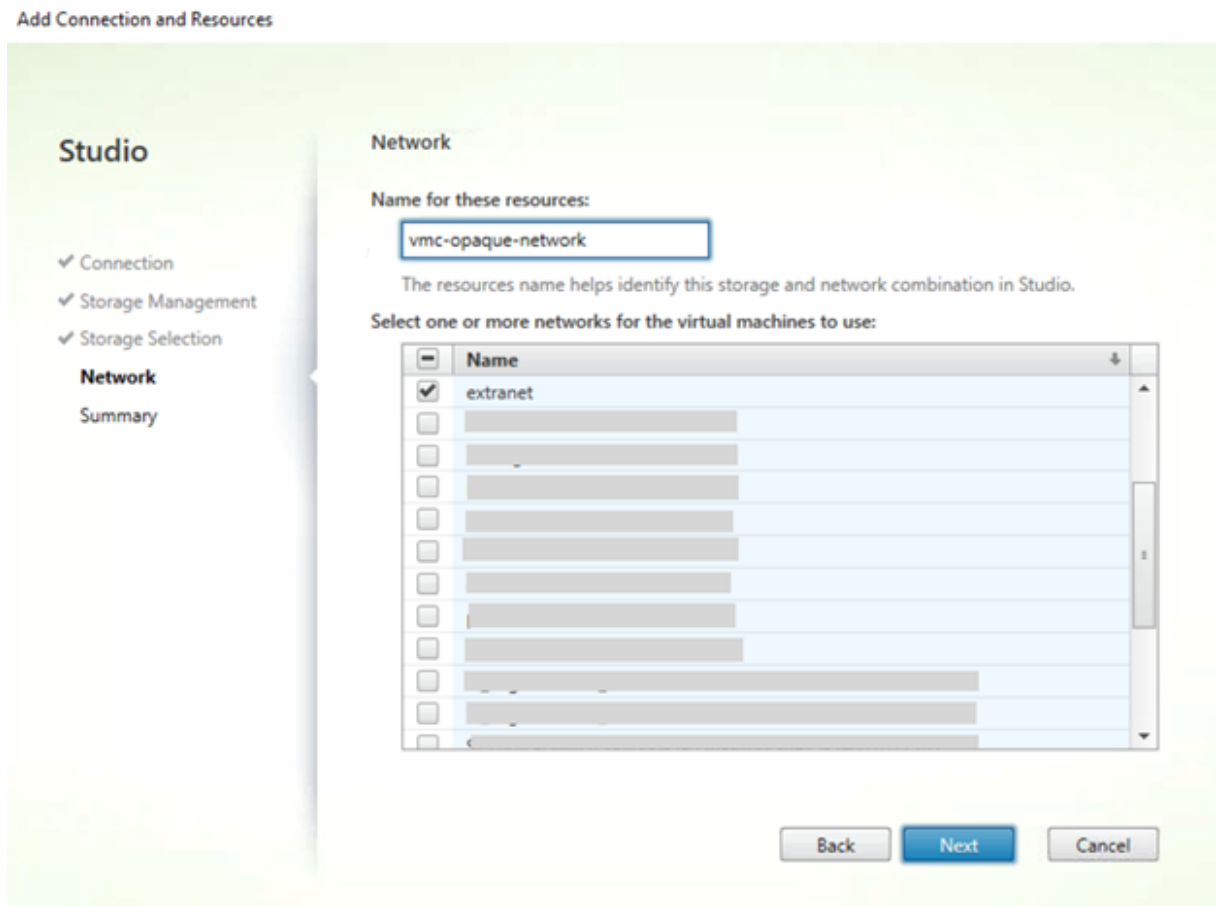 Add Connection and Resources
Studio
Connection
Storage Management
Storage Selection
Network
Summary
Network
Name for these resources:
vmc-opaque-network
The resources name helps identify this storage and network combination in Studio.
Select one or more networks for the virtual machines to use:
Name
extranet
Back
Next
Cancel